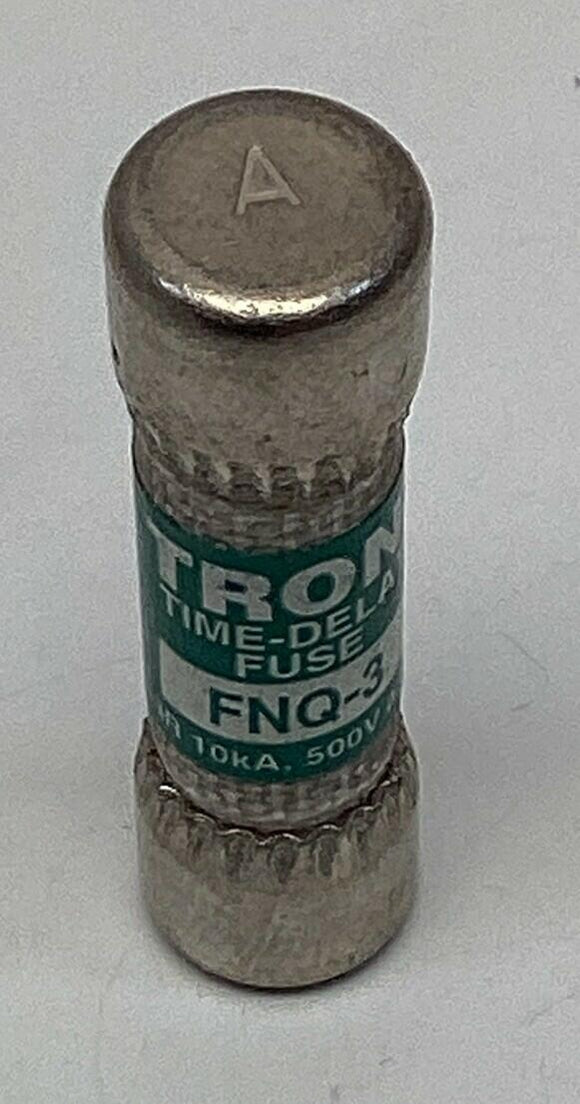 A
TRON
TIME-DELA
FUSE
FNQ-3
10kA, 500V